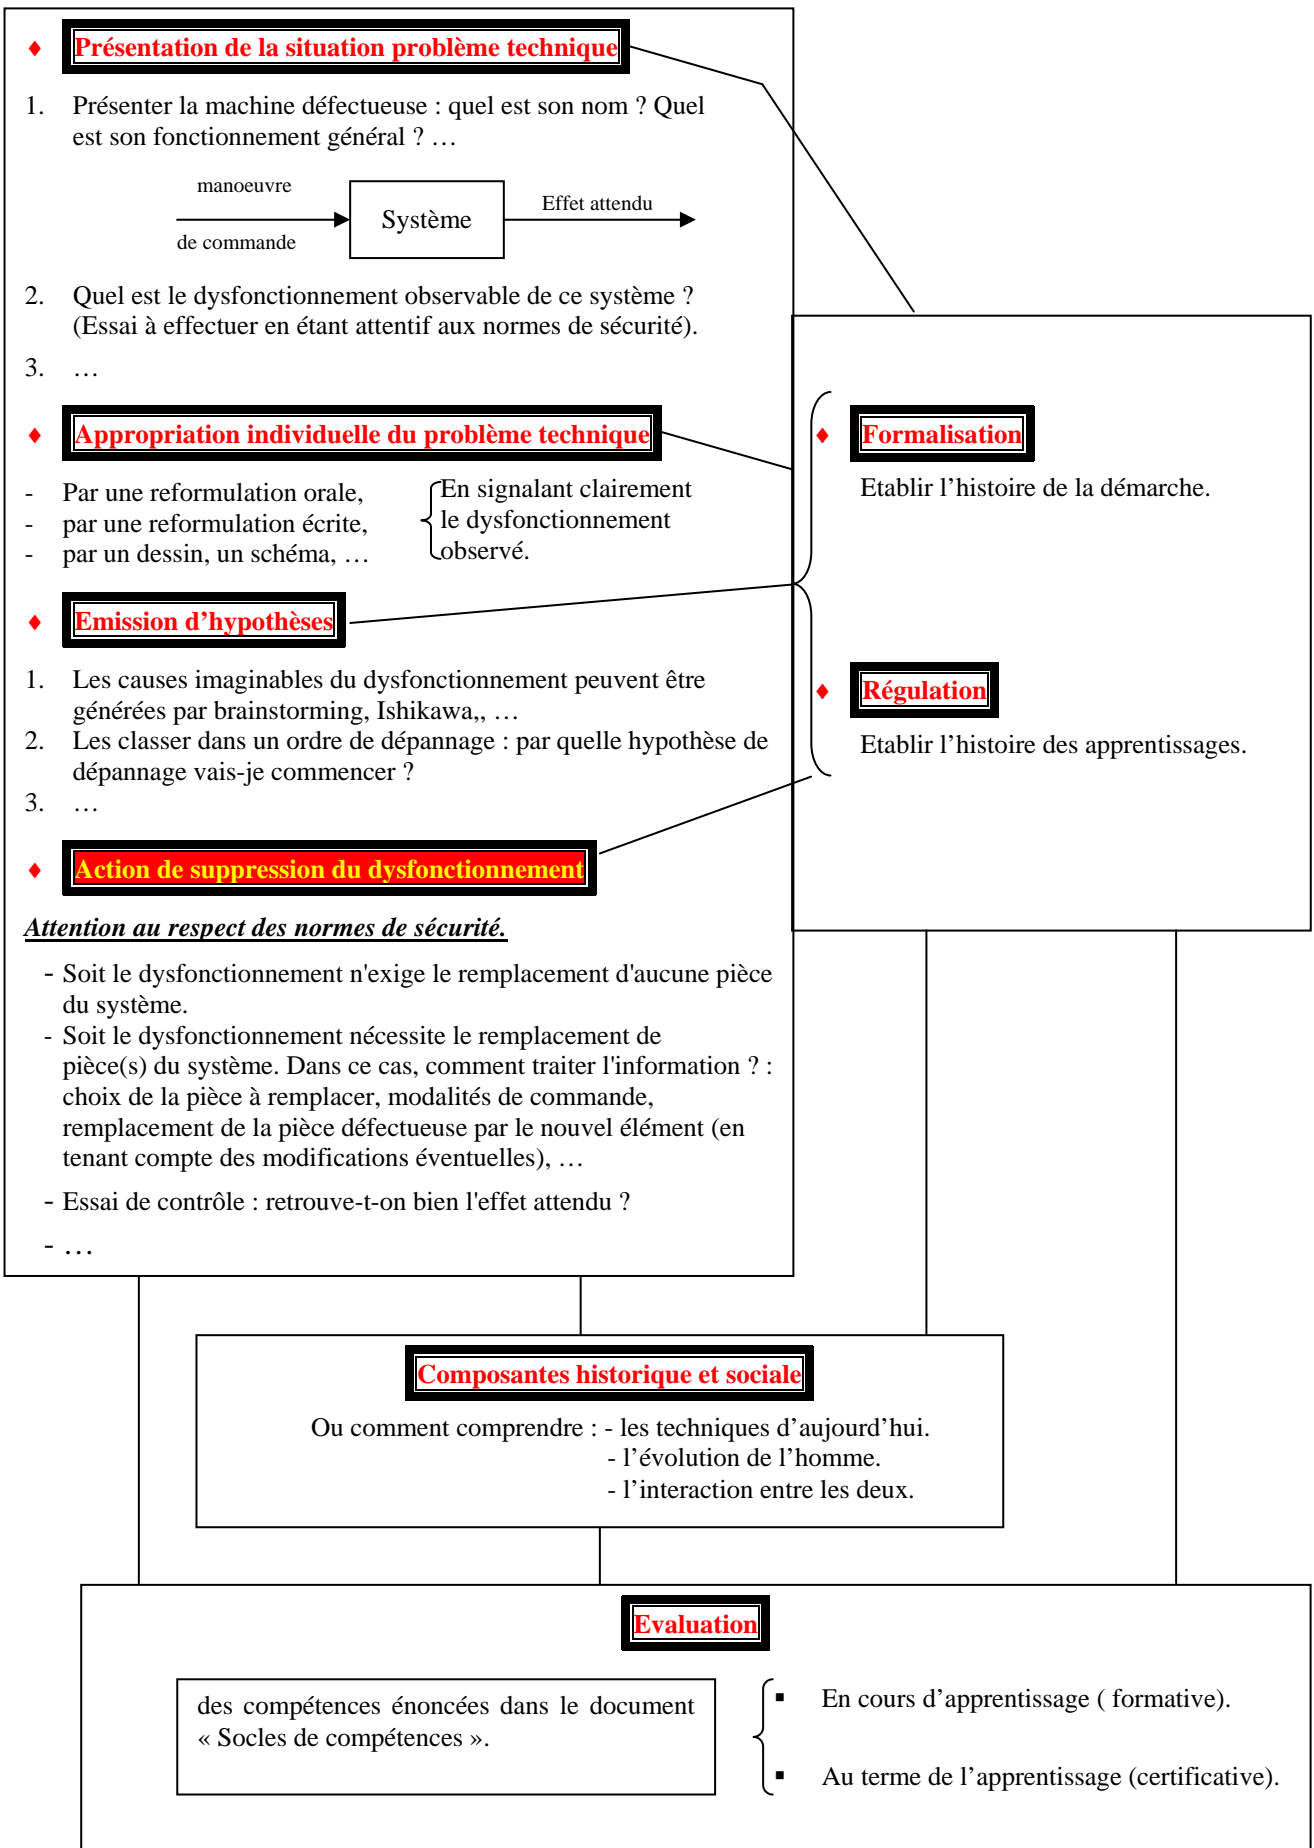 ♦ Présentation de la situation problème technique
1. Présenter la machine défectueuse : quel est son nom ? Quel
est son fonctionnement général ? …
manoeuvre
de commande
Système
Effet attendu
2. Quel est le dysfonctionnement observable de ce système ?
(Essai à effectuer en étant attentif aux normes de sécurité).
3. …
♦ Appropriation individuelle du problème technique
- Par une reformulation orale,
- par une reformulation écrite,
- par un dessin, un schéma, …
En signalant clairement
le dysfonctionnement
observé.
♦ Emission d’hypothèses
1. Les causes imaginables du dysfonctionnement peuvent être
générées par brainstorming, Ishikawa,, …
2. Les classer dans un ordre de dépannage : par quelle hypothèse de
dépannage vais-je commencer ?
3. …
♦ Action de suppression du dysfonctionnement
Attention au respect des normes de sécurité.
- Soit le dysfonctionnement n'exige le remplacement d'aucune pièce
du système.
- Soit le dysfonctionnement nécessite le remplacement de
pièce(s) du système. Dans ce cas, comment traiter l'information ? :
choix de la pièce à remplacer, modalités de commande,
remplacement de la pièce défectueuse par le nouvel élément (en
tenant compte des modifications éventuelles), …
- Essai de contrôle : retrouve-t-on bien l'effet attendu ?
- …
♦ Formalisation
Etablir l’histoire de la démarche.
♦ Régulation
Etablir l’histoire des apprentissages.
Composantes historique et sociale
Ou comment comprendre : - les techniques d’aujourd’hui.
- l’évolution de l’homme.
- l’interaction entre les deux.
Evaluation
des compétences énoncées dans le document
« Socles de compétences ».
▪ En cours d’apprentissage ( formative).
▪ Au terme de l’apprentissage (certificative).